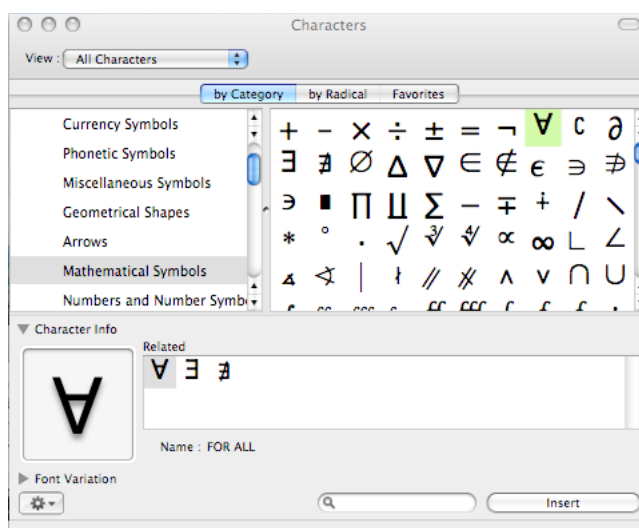 Characters
View : All Characters
by Category by Radical Favorites
Currency Symbols
Phonetic Symbols
Miscellaneous Symbols
Geometrical Shapes
Arrows
Mathematical Symbols
Numbers and Number Symb
+ − × ÷ ± = ¬ ∀ ∁ ∂
∃ ∄ ∅ ∆ ∇ ∈ ∉ ∊ ∋ ∌
∍ ∎ ∏ ∐ ∑ − ∓ ∔ ∕ ∖
∗ ∘ ∙ √ ∛ ∜ ∝ ∞ ∟ ∠
∡ ∢ ∣ ∤ ∥ ∦ ∧ ∨ ∩ ∪
Character Info
Related
∀ ∃ ∄
∀
Name : FOR ALL
Font Variation
Insert